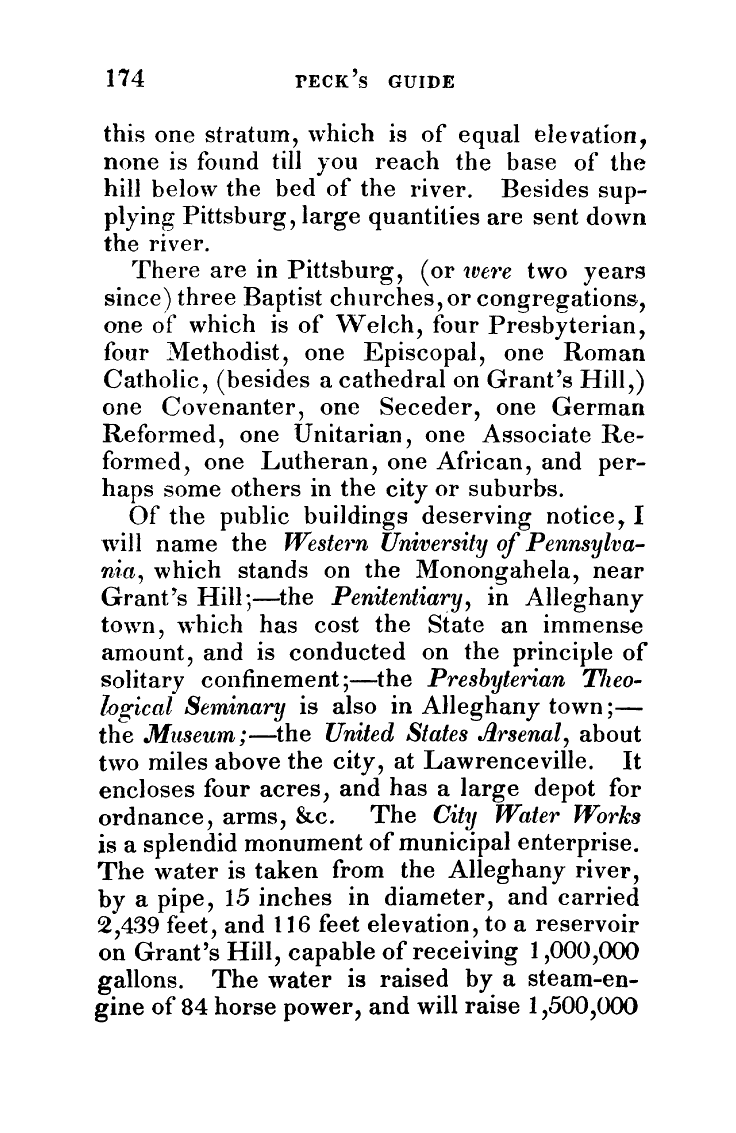 174 PECK'S GUIDE
this one stratum, which is of equal elevation,
none is found till you reach the base of the
hill below the bed of the river. Besides sup-
plying Pittsburg, large quantities are sent down
the river.
There are in Pittsburg, (or were two years
since) three Baptist churches, or congregations,
one of which is of Welch, four Presbyterian,
four Methodist, one Episcopal, one Roman
Catholic, (besides a cathedral on Grant's Hill,)
one Covenanter, one Seceder, one German
Reformed, one Unitarian, one Associate Re-
formed, one Lutheran, one African, and per-
haps some others in the city or suburbs.
Of the public buildings deserving notice, I
will name the Western University of Pennsylva-
nia, which stands on the Monongahela, near
Grant's Hill;—the Penitentiary, in Alleghany
town, which has cost the State an immense
amount, and is conducted on the principle of
solitary confinement;—the Presbyterian Theo-
logical Seminary is also in Alleghany town;—
the Museum;—the United States Arsenal, about
two miles above the city, at Lawrenceville. It
encloses four acres, and has a large depot for
ordnance, arms, &c. The City Water Works
is a splendid monument of municipal enterprise.
The water is taken from the Alleghany river,
by a pipe, 15 inches in diameter, and carried
2,439 feet, and 116 feet elevation, to a reservoir
on Grant's Hill, capable of receiving 1,000,000
gallons. The water is raised by a steam-en-
gine of 84 horse power, and will raise 1,500,000